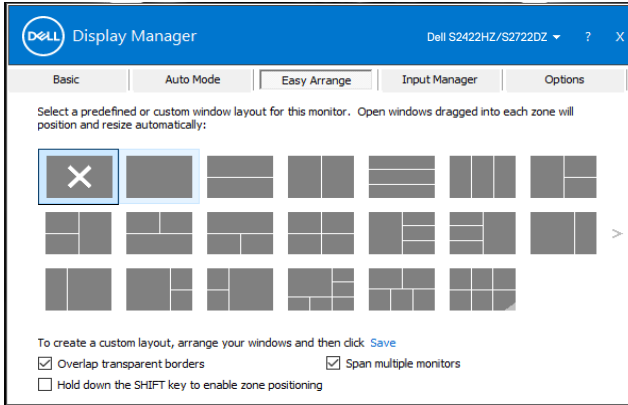 DELL Display Manager Dell S2422HZ/S2722DZ ? X
Basic Auto Mode Easy Arrange Input Manager Options
Select a predefined or custom window layout for this monitor. Open windows dragged into each zone will
position and resize automatically:
>
To create a custom layout, arrange your windows and then click Save
Overlap transparent borders Span multiple monitors
Hold down the SHIFT key to enable zone positioning